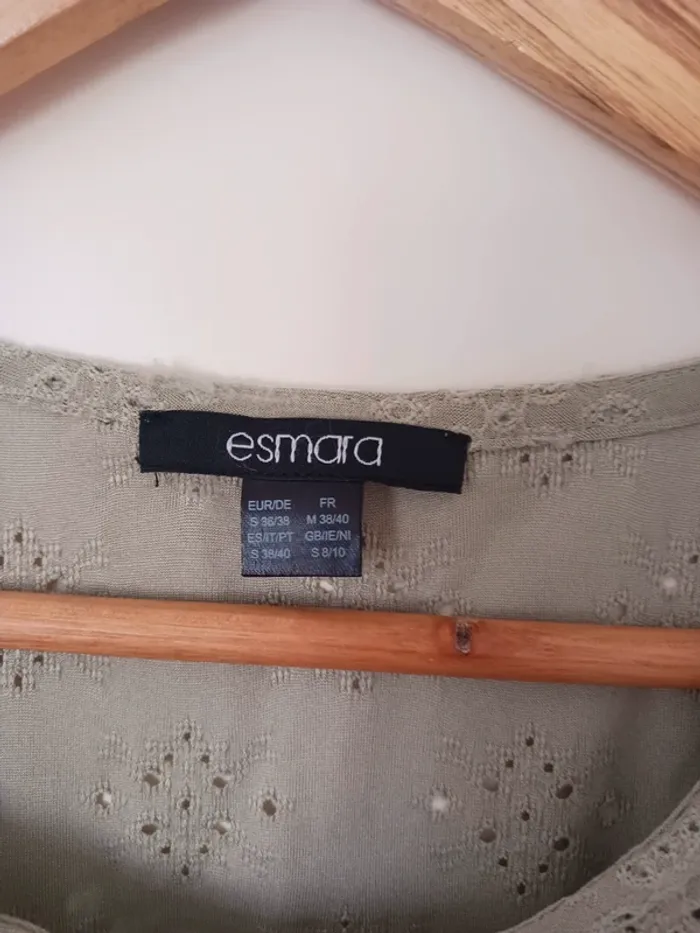 esmara
EUR/DE FR
S 36/38 M 38/40
ES/IT/PT GB/IE/NI
S 38/40 S 8/10